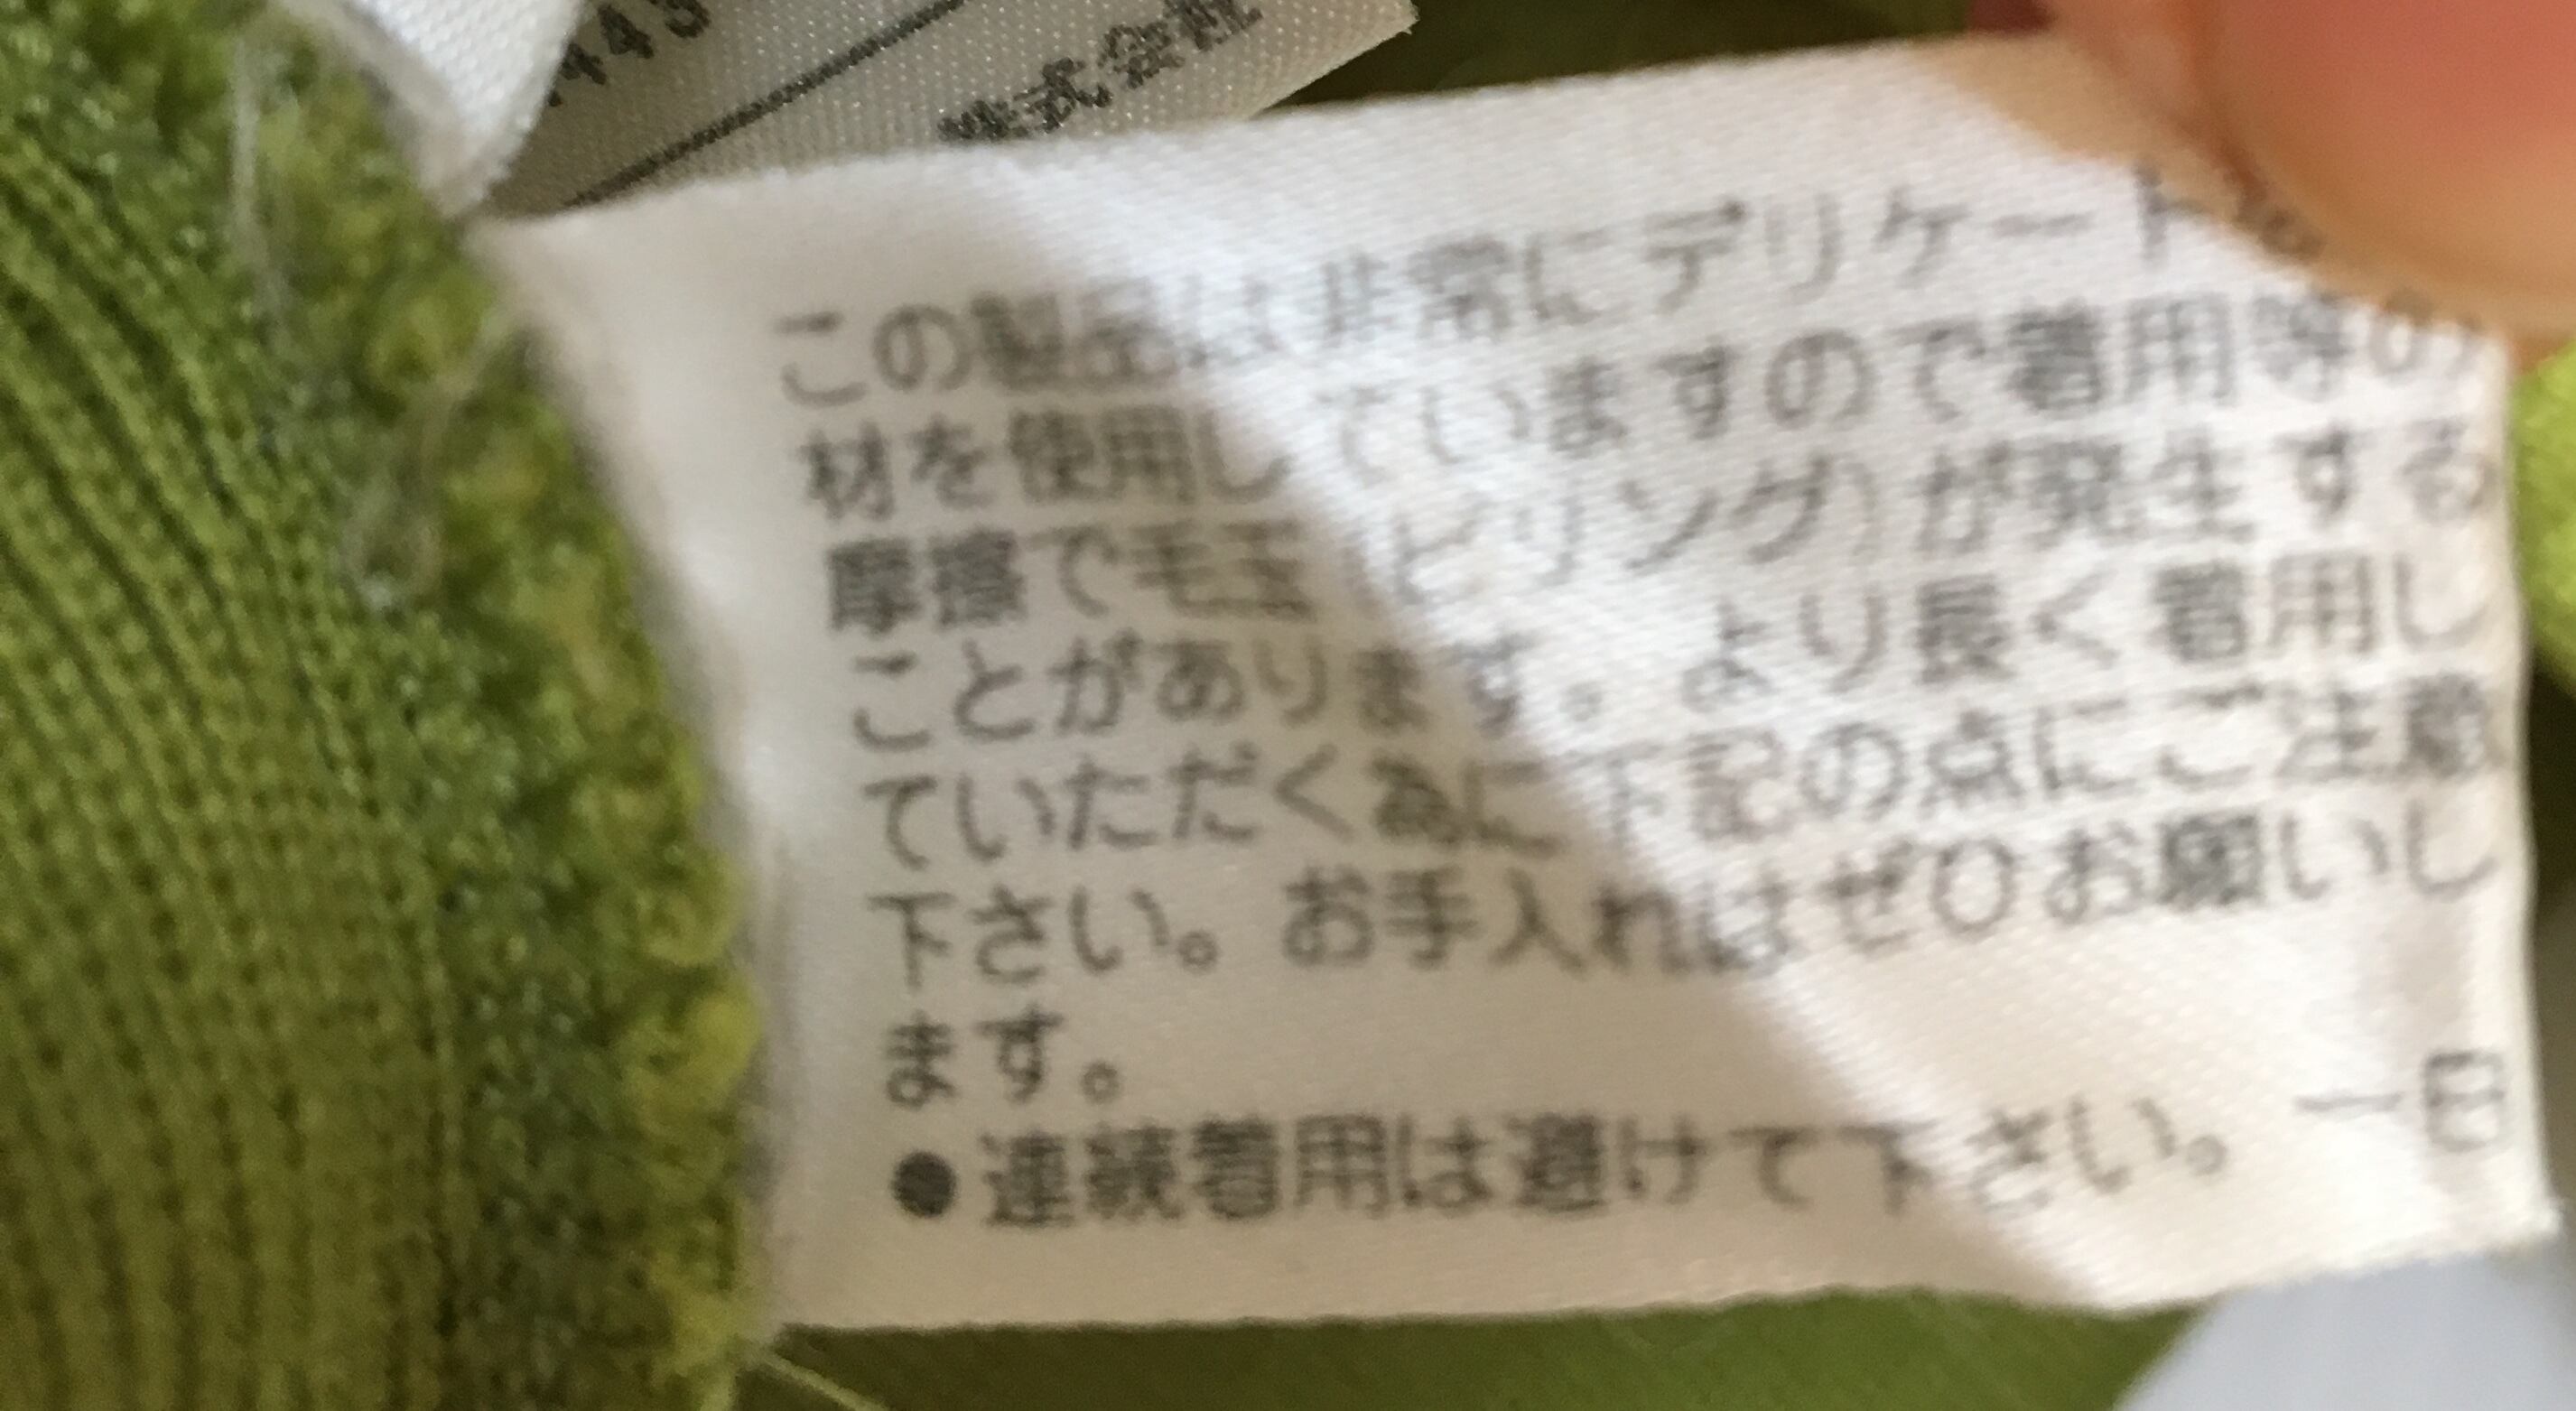 443
株式会社
この製品は非常にデリケート
材を使用していますので着用等の
摩擦で毛玉(ピリング)が発生する
ことがあります。より長く着用し
ていただく為に下記の点にご注意
下さい。お手入れはぜひお願いし
ます。
●連続着用は避けて下さい。一日